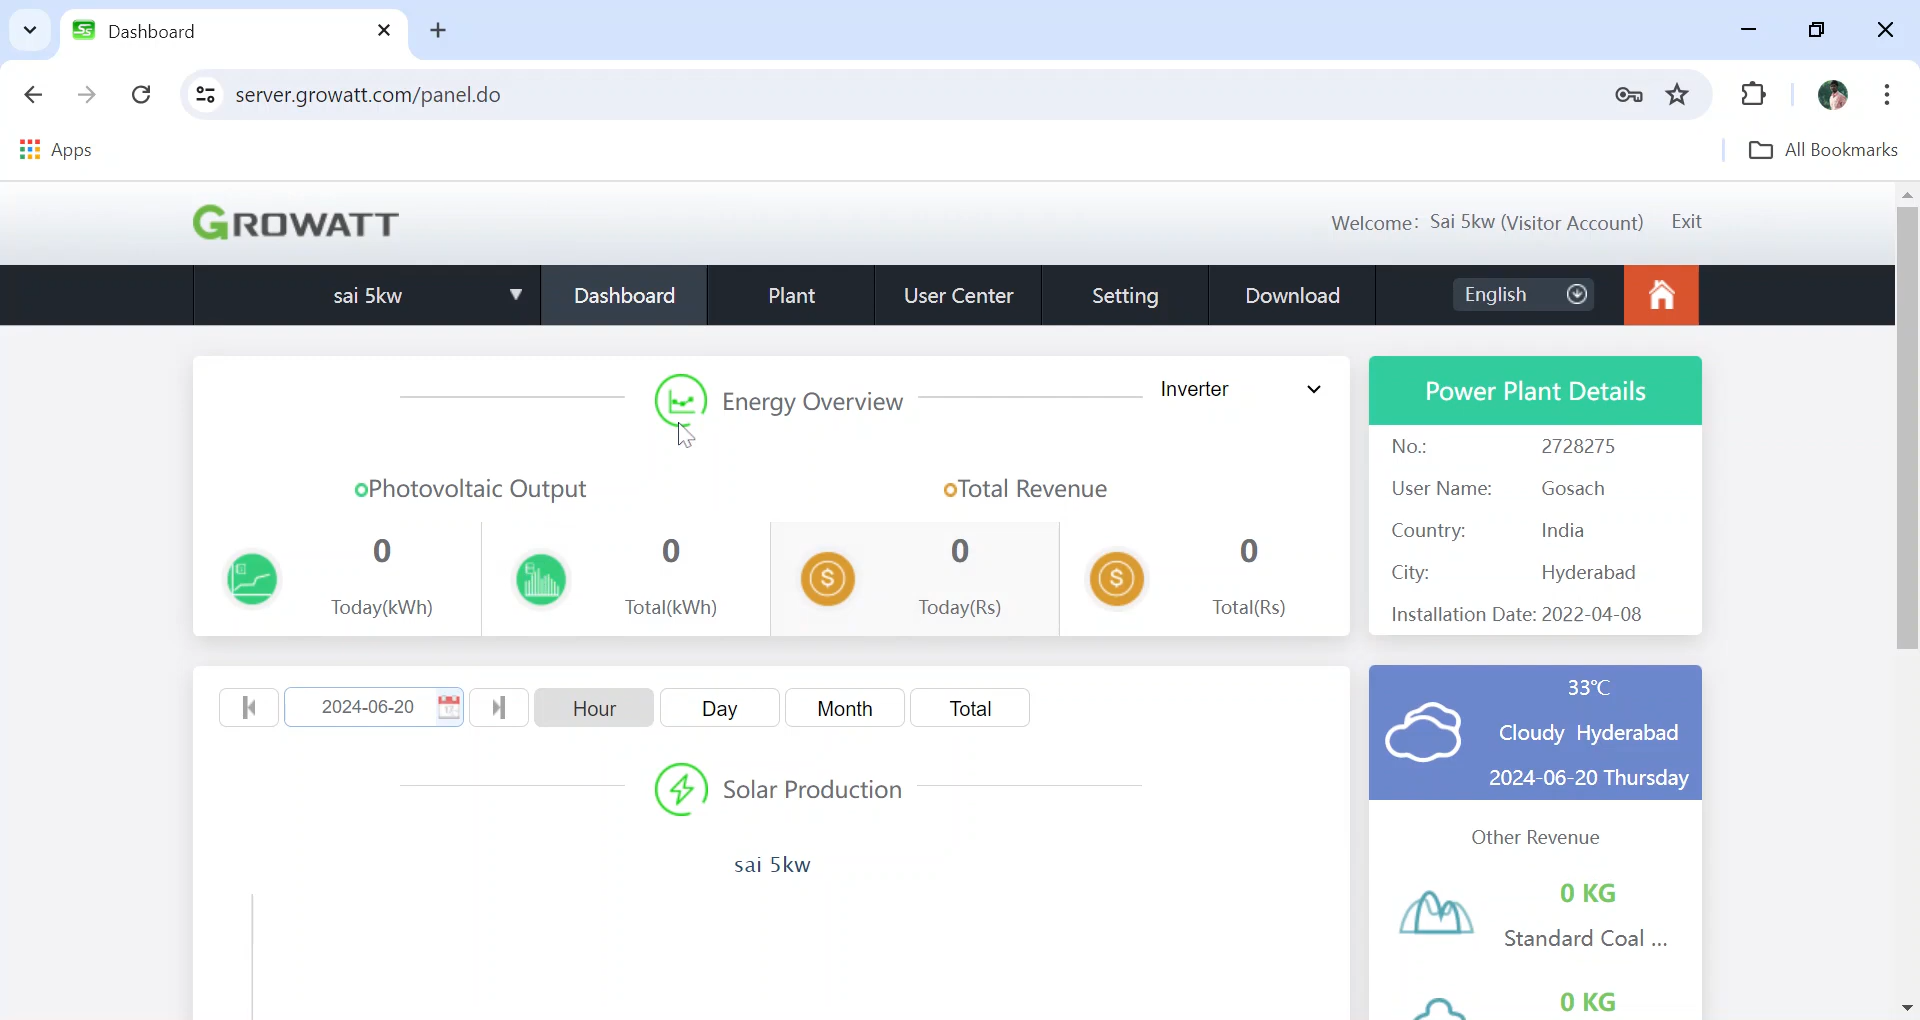 Dashboard
server.growatt.com/panel.do
Apps
All Bookmarks
GROWATT
Welcome: Sai 5kw (Visitor Account) Exit
sai 5kw Dashboard Plant User Center Setting Download English
Energy Overview
Inverter
Photovoltaic Output
Total Revenue
0
Today(kWh)
0
Total(kWh)
0
Today(Rs)
0
Total(Rs)
Power Plant Details
No.: 2728275
User Name: Gosach
Country: India
City: Hyderabad
Installation Date: 2022-04-08
2024-06-20 Hour Day Month Total
Solar Production
sai 5kw
33℃
Cloudy Hyderabad
2024-06-20 Thursday
Other Revenue
0 KG
Standard Coal ...
0 KG